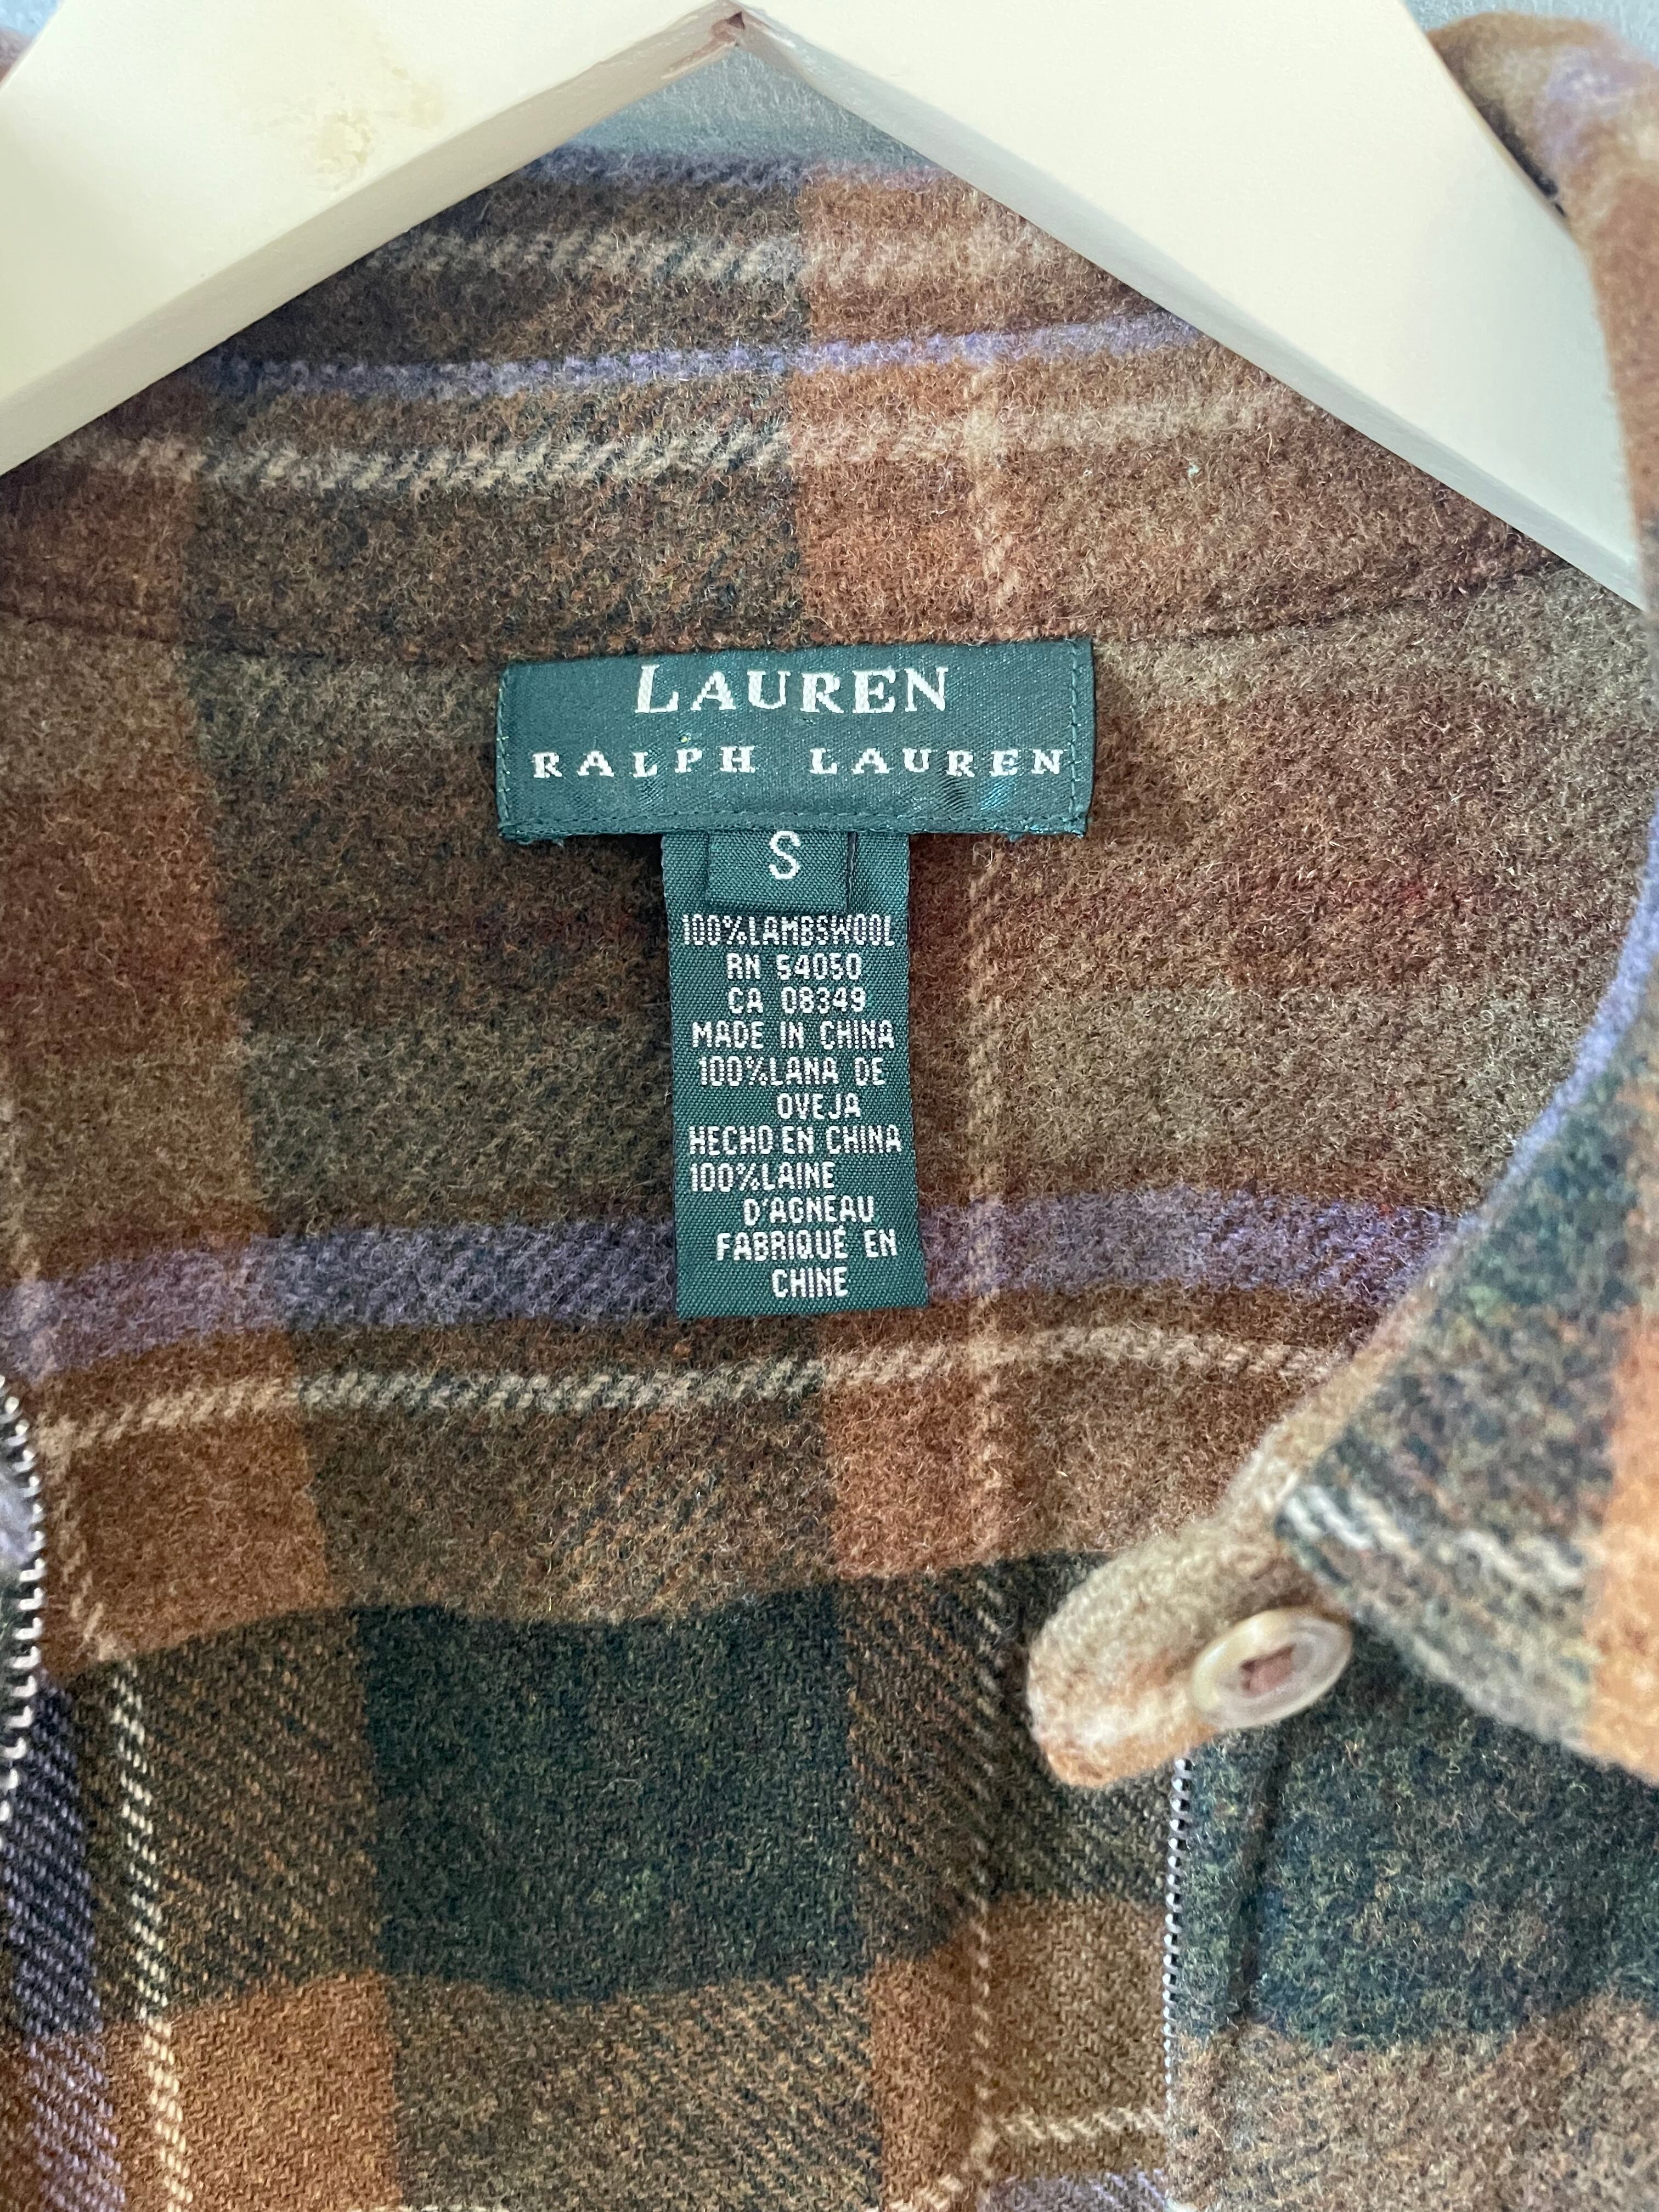 LAUREN
RALPH LAUREN
S
100%LAMBSWOOL
RN 54050
CA 08349
MADE IN CHINA
100%LANA DE
OVEJA
HECHO EN CHINA
100%LAINE
D'AGNEAU
FABRIQUÉ EN
CHINE